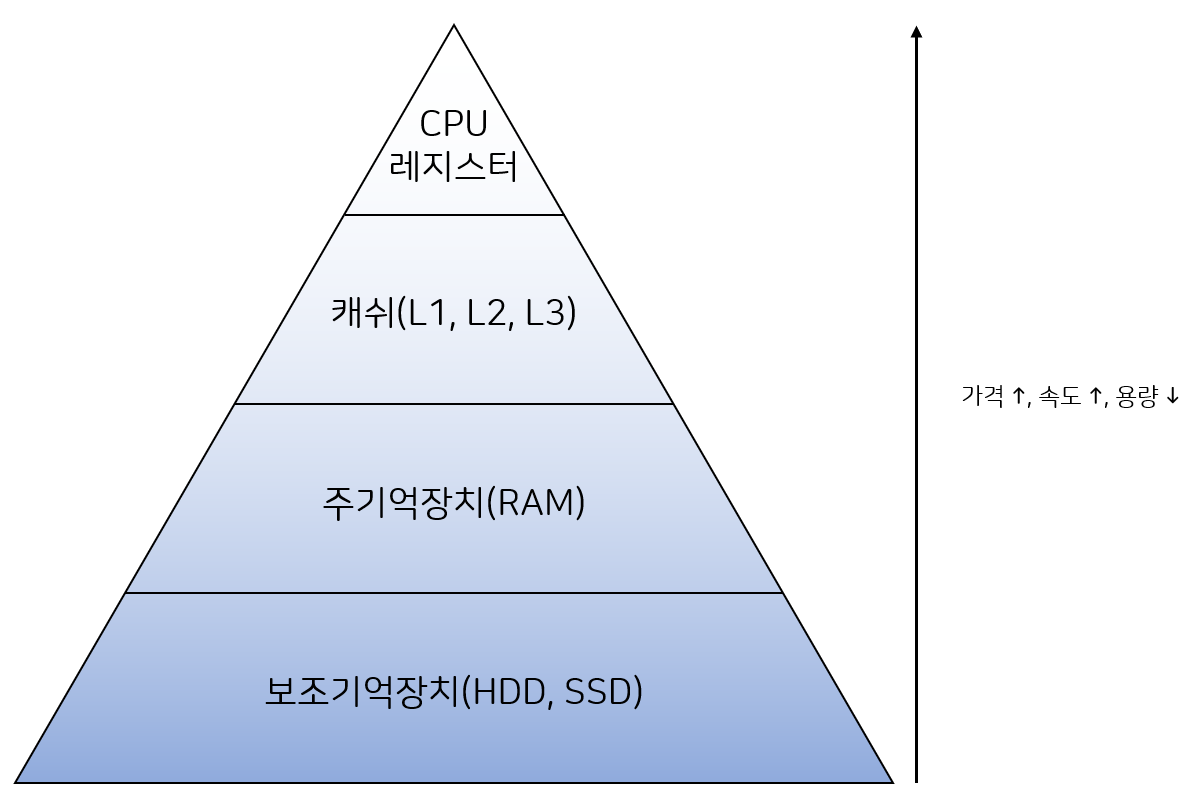 CPU
레지스터
캐쉬(L1, L2, L3)
가격 ↑, 속도 ↑, 용량 ↓
주기억장치(RAM)
보조기억장치(HDD, SSD)